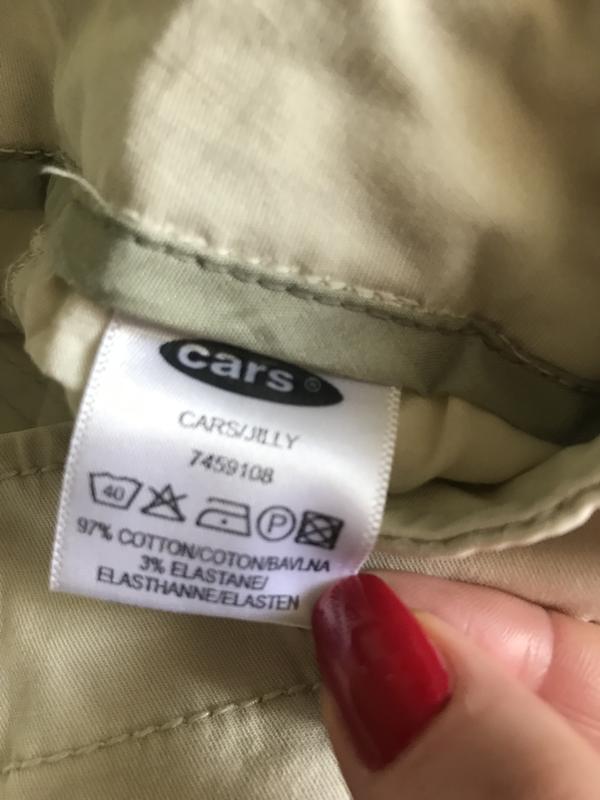 cars®
CARS/JILLY
7459108
40 P
97% COTTON/COTON/BAVLNA
3% ELASTANE/
ELASTHANNE/ELASTEN